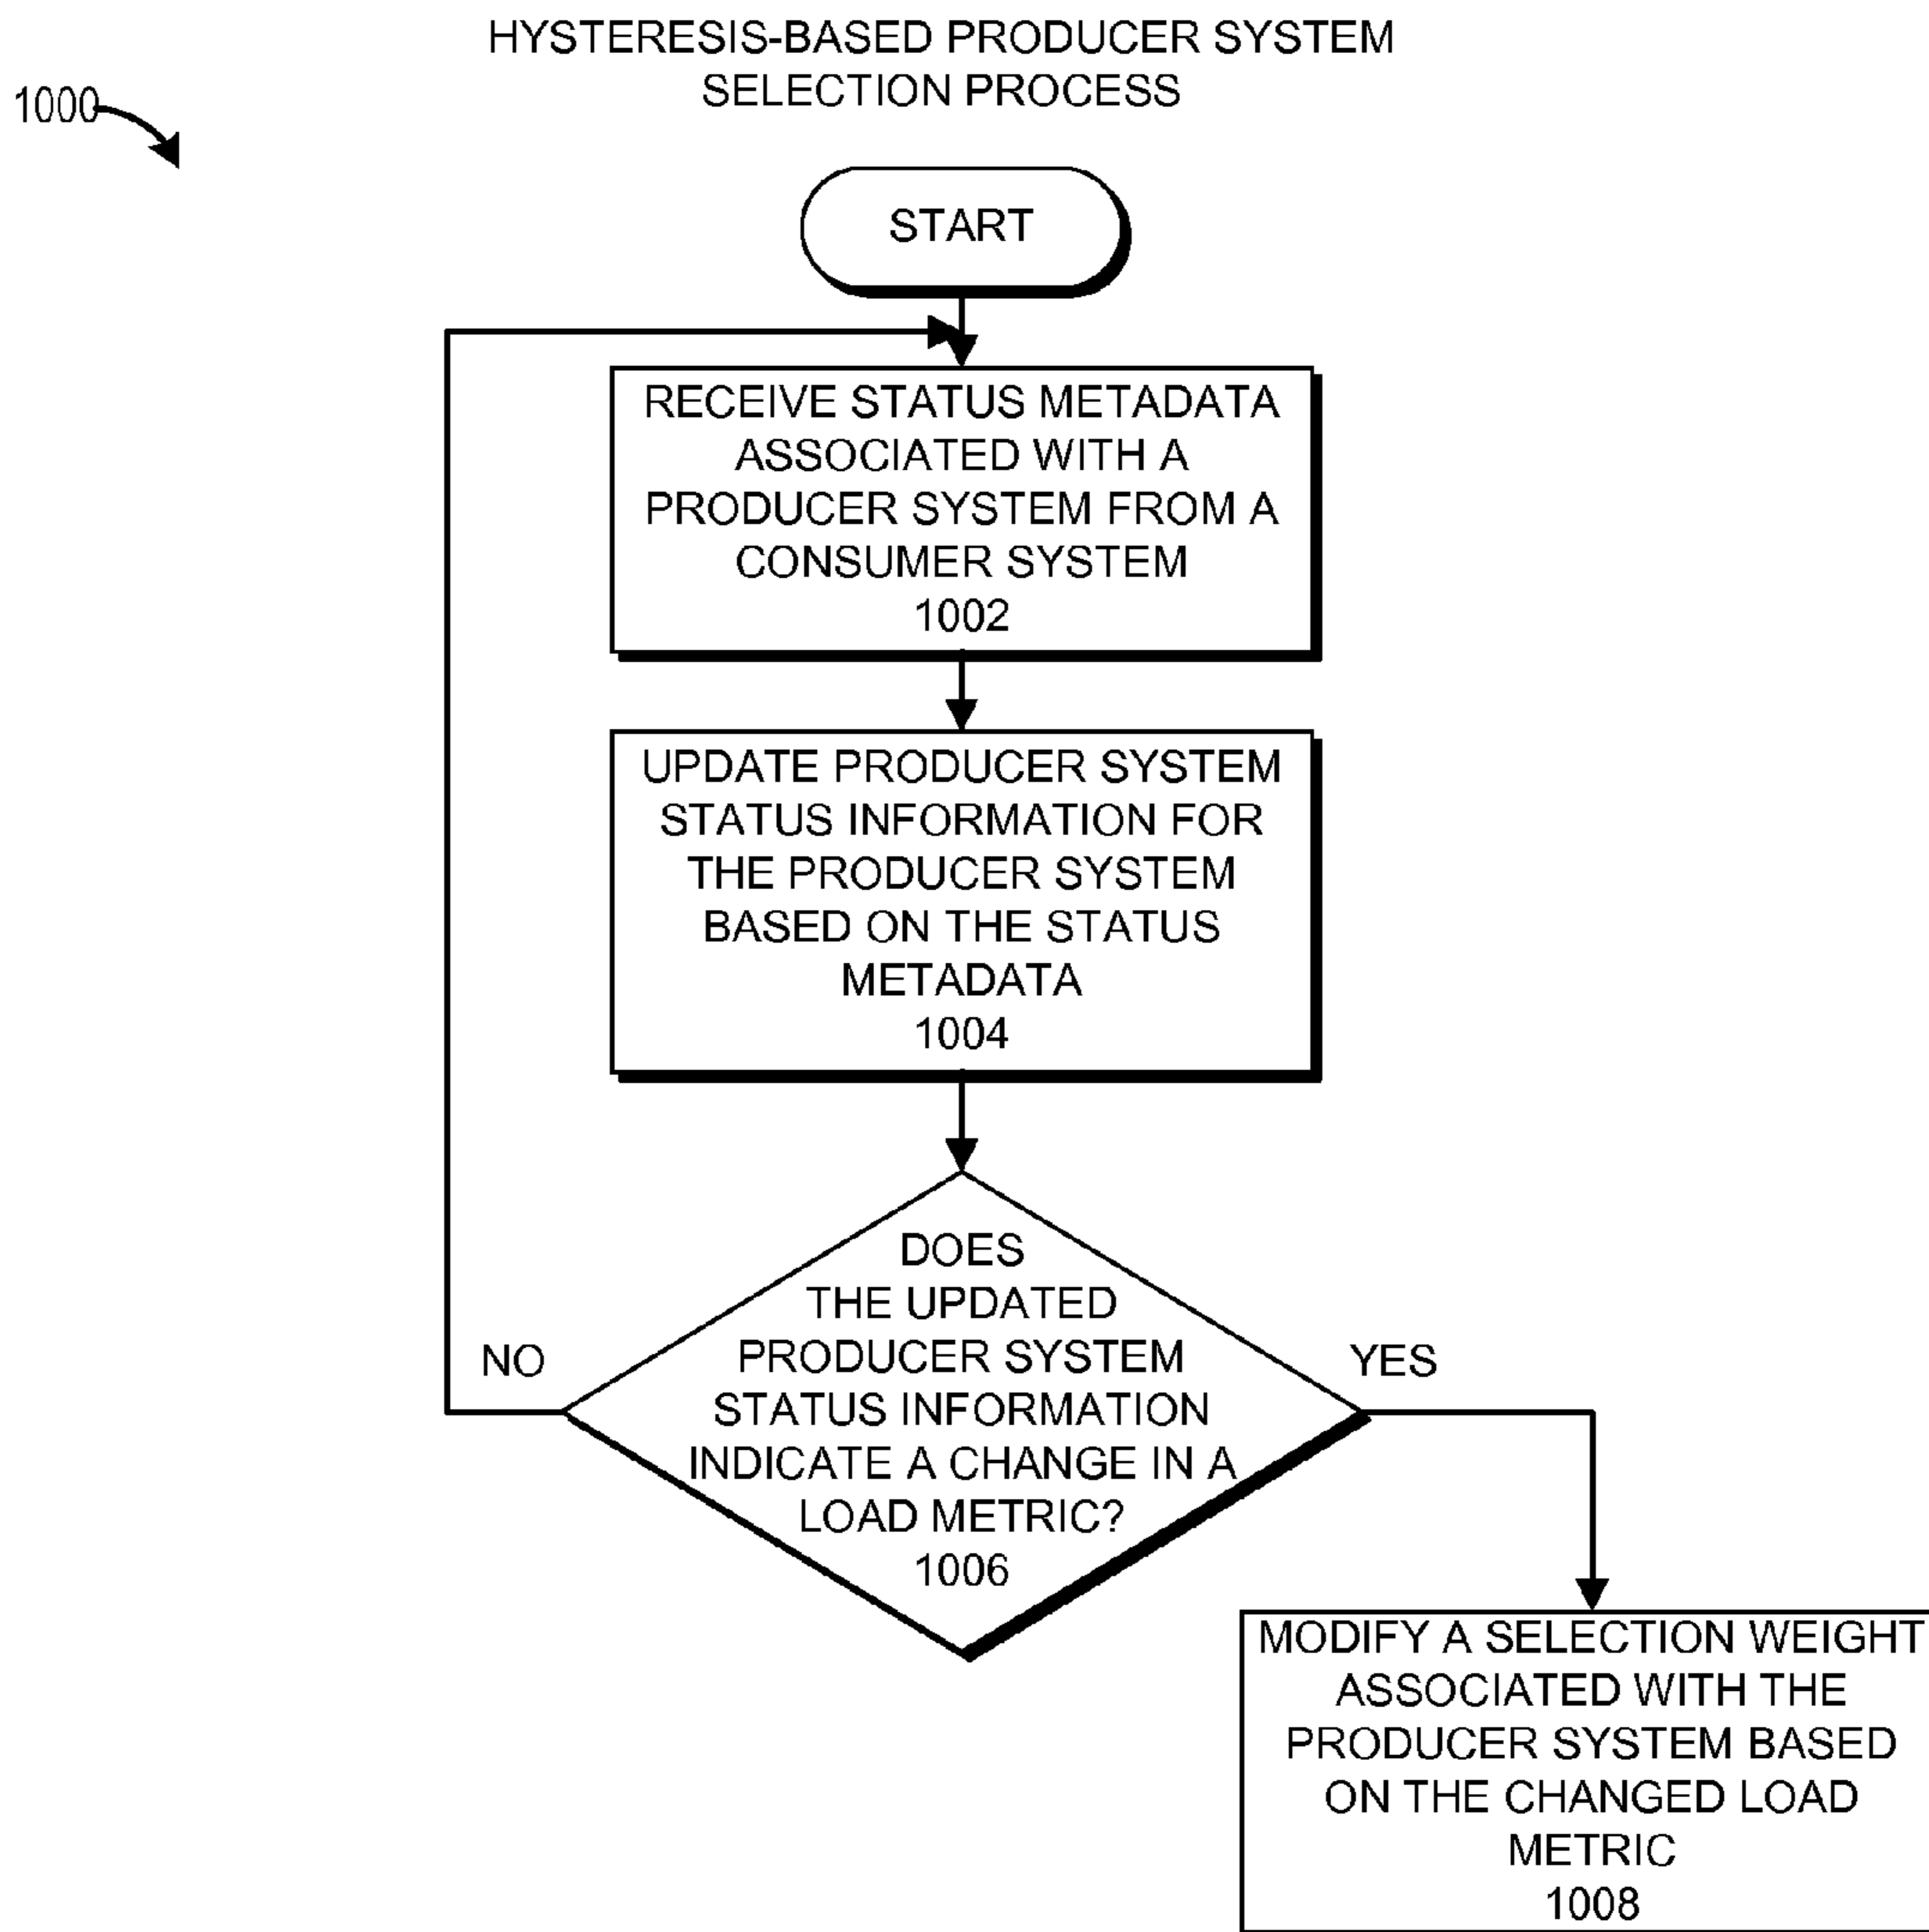 HYSTERESIS-BASED PRODUCER SYSTEM
SELECTION PROCESS
1000
START
RECEIVE STATUS METADATA
ASSOCIATED WITH A
PRODUCER SYSTEM FROM A
CONSUMER SYSTEM
1002
UPDATE PRODUCER SYSTEM
STATUS INFORMATION FOR
THE PRODUCER SYSTEM
BASED ON THE STATUS
METADATA
1004
DOES
THE UPDATED
PRODUCER SYSTEM
STATUS INFORMATION
INDICATE A CHANGE IN A
LOAD METRIC?
1006
NO
YES
MODIFY A SELECTION WEIGHT
ASSOCIATED WITH THE
PRODUCER SYSTEM BASED
ON THE CHANGED LOAD
METRIC
1008